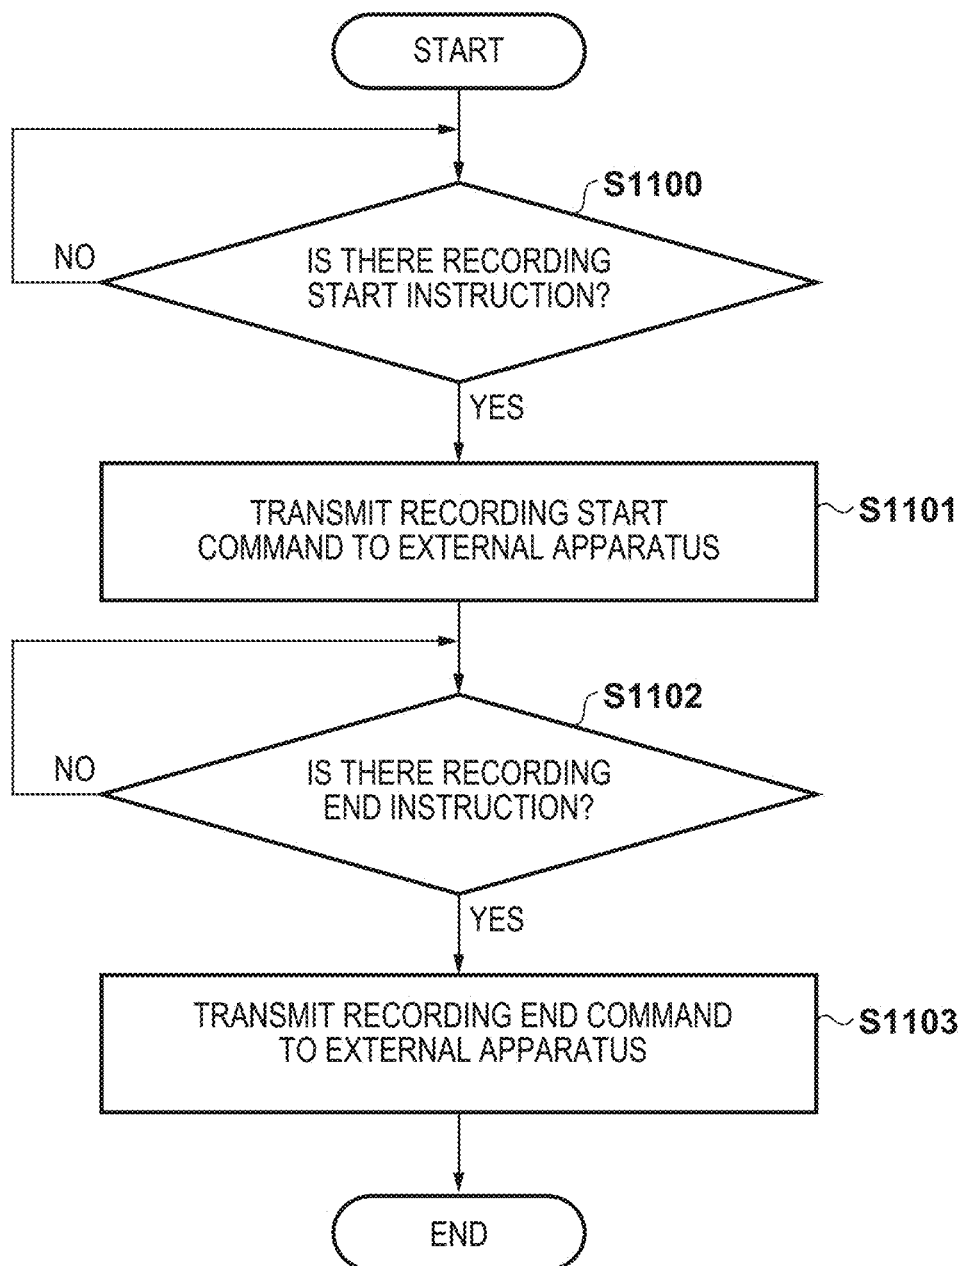 START
S1100
NO
IS THERE RECORDING
START INSTRUCTION?
YES
TRANSMIT RECORDING START
COMMAND TO EXTERNAL APPARATUS
S1101
S1102
NO
IS THERE RECORDING
END INSTRUCTION?
YES
TRANSMIT RECORDING END COMMAND
TO EXTERNAL APPARATUS
S1103
END